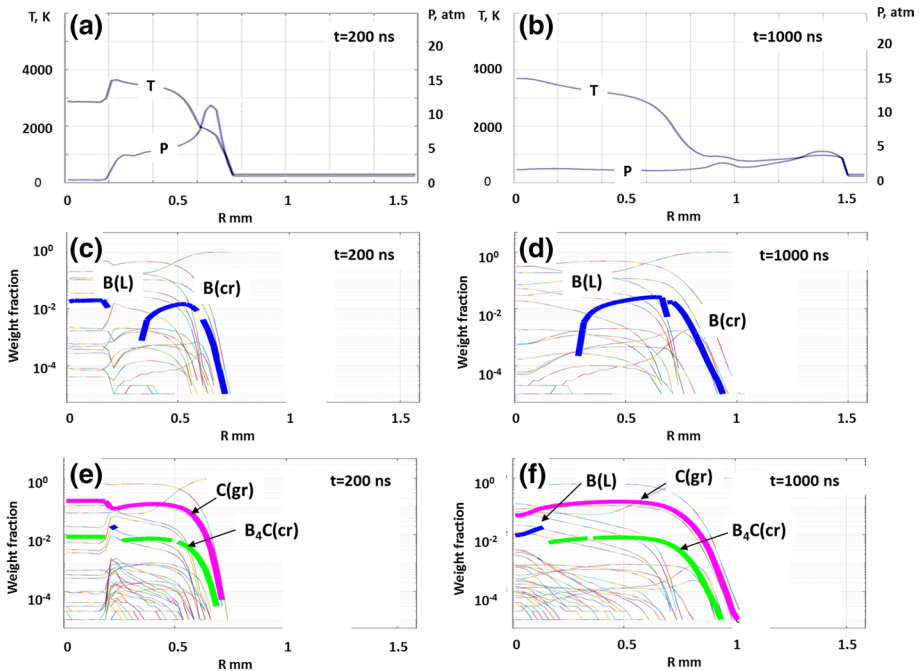 T, K
P, atm
(a)
t=200 ns
20
4000
15
T
10
2000
P
5
0
0
0
0.5
1
1.5
R mm
T, K
P, atm
(b)
t=1000 ns
20
4000
15
T
10
2000
5
P
0
0
0
0.5
1
1.5
R mm
(c)
t=200 ns
10⁰
B(L)
B(cr)
10⁻²
10⁻⁴
Weight fraction
0
0.5
1
1.5
R mm
(d)
t=1000 ns
10⁰
B(L)
10⁻²
B(cr)
10⁻⁴
Weight fraction
0
0.5
1
1.5
R mm
(e)
t=200 ns
10⁰
C(gr)
B₄C(cr)
10⁻²
10⁻⁴
Weight fraction
0
0.5
1
1.5
R mm
(f)
B(L)
t=1000 ns
10⁰
C(gr)
B₄C(cr)
10⁻²
10⁻⁴
Weight fraction
0
0.5
1
1.5
R mm